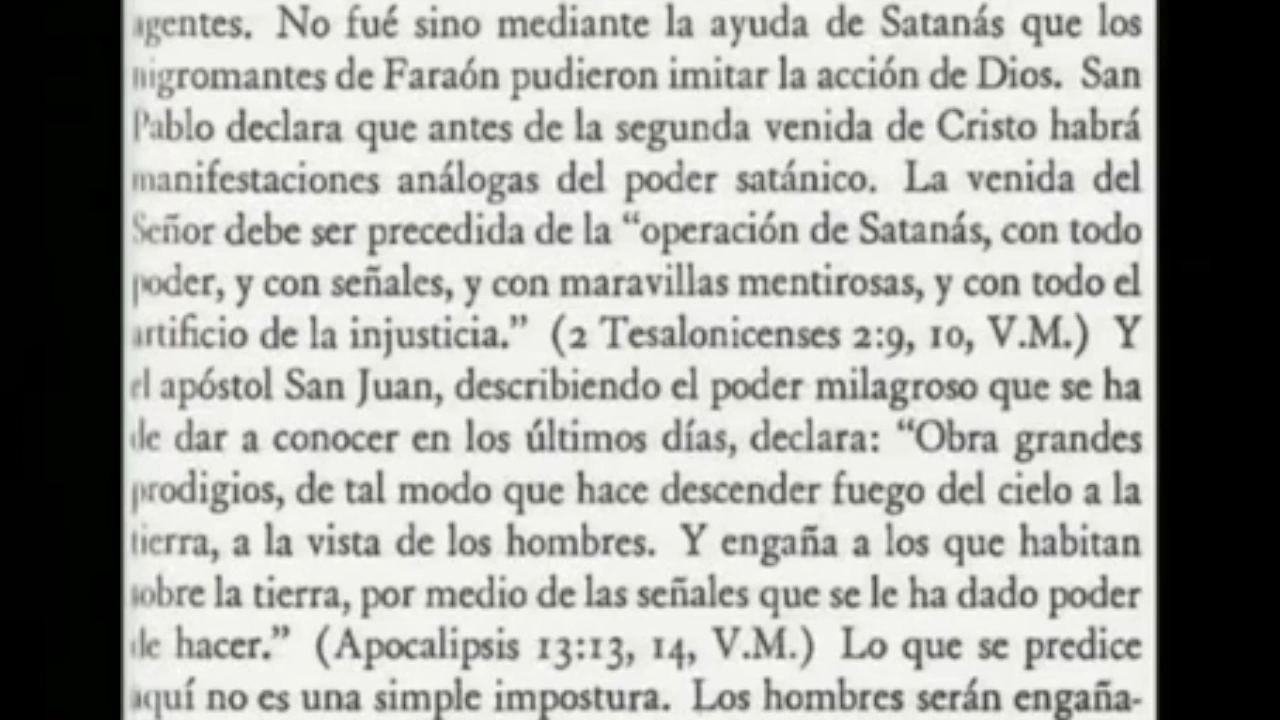 agentes. No fué sino mediante la ayuda de Satanás que los
nigromantes de Faraón pudieron imitar la acción de Dios. San
Pablo declara que antes de la segunda venida de Cristo habrá
manifestaciones análogas del poder satánico. La venida del
Señor debe ser precedida de la “operación de Satanás, con todo
poder, y con señales, y con maravillas mentirosas, y con todo el
artificio de la injusticia.” (2 Tesalonicenses 2:9, 10, V.M.) Y
el apóstol San Juan, describiendo el poder milagroso que se ha
de dar a conocer en los últimos días, declara: “Obra grandes
prodigios, de tal modo que hace descender fuego del cielo a la
tierra, a la vista de los hombres. Y engaña a los que habitan
sobre la tierra, por medio de las señales que se le ha dado poder
de hacer.” (Apocalipsis 13:13, 14, V.M.) Lo que se predice
aquí no es una simple impostura. Los hombres serán engaña-